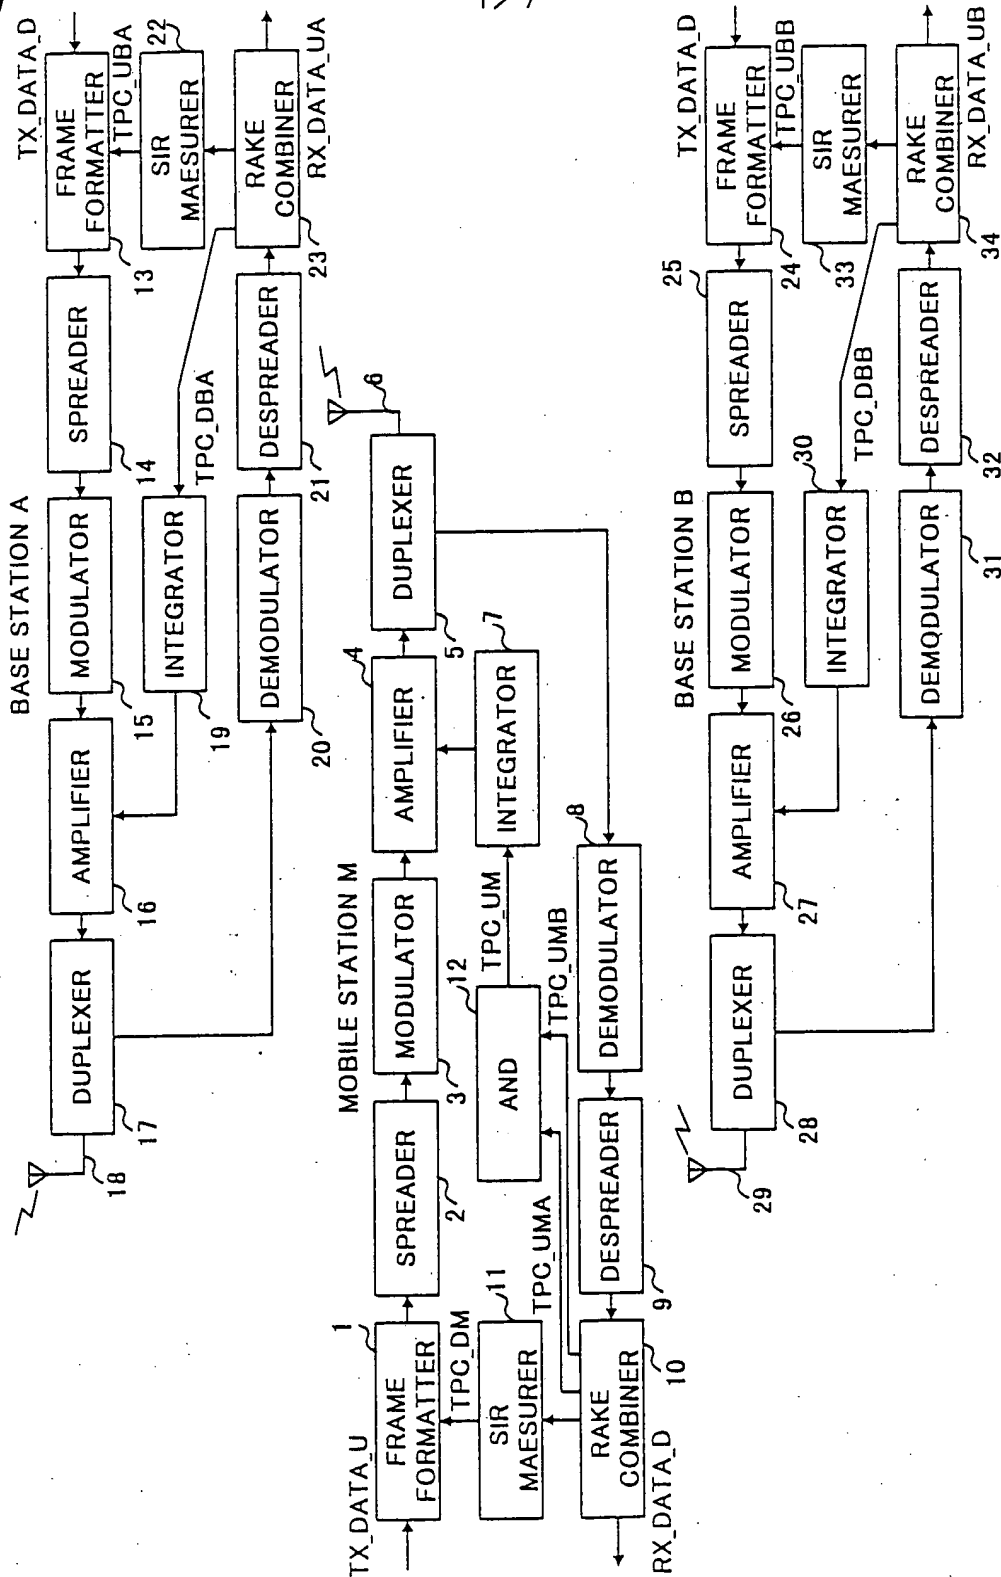 BASE STATION A
TX_DATA_D
FRAME
FORMATTER
13
TPC_UBA
SPREADER
14
MODULATOR
15
AMPLIFIER
16
DUPLEXER
17
18
SIR
MAESURER
22
INTEGRATOR
19
TPC_DBA
RAKE
COMBINER
23
RX_DATA_UA
DESPREADER
21
DEMODULATOR
20
MOBILE STATION M
TX_DATA_U
FRAME
FORMATTER
1
SPREADER
2
MODULATOR
3
AMPLIFIER
4
DUPLEXER
5
6
TPC_DM
SIR
MAESURER
11
AND
12
TPC_UM
INTEGRATOR
7
TPC_UMA
TPC_UMB
RAKE
COMBINER
10
RX_DATA_D
DESPREADER
9
DEMODULATOR
8
BASE STATION B
TX_DATA_D
FRAME
FORMATTER
24
TPC_UBB
SPREADER
25
MODULATOR
26
AMPLIFIER
27
DUPLEXER
28
29
SIR
MAESURER
33
INTEGRATOR
30
TPC_DBB
RAKE
COMBINER
34
RX_DATA_UB
DESPREADER
32
DEMODULATOR
31